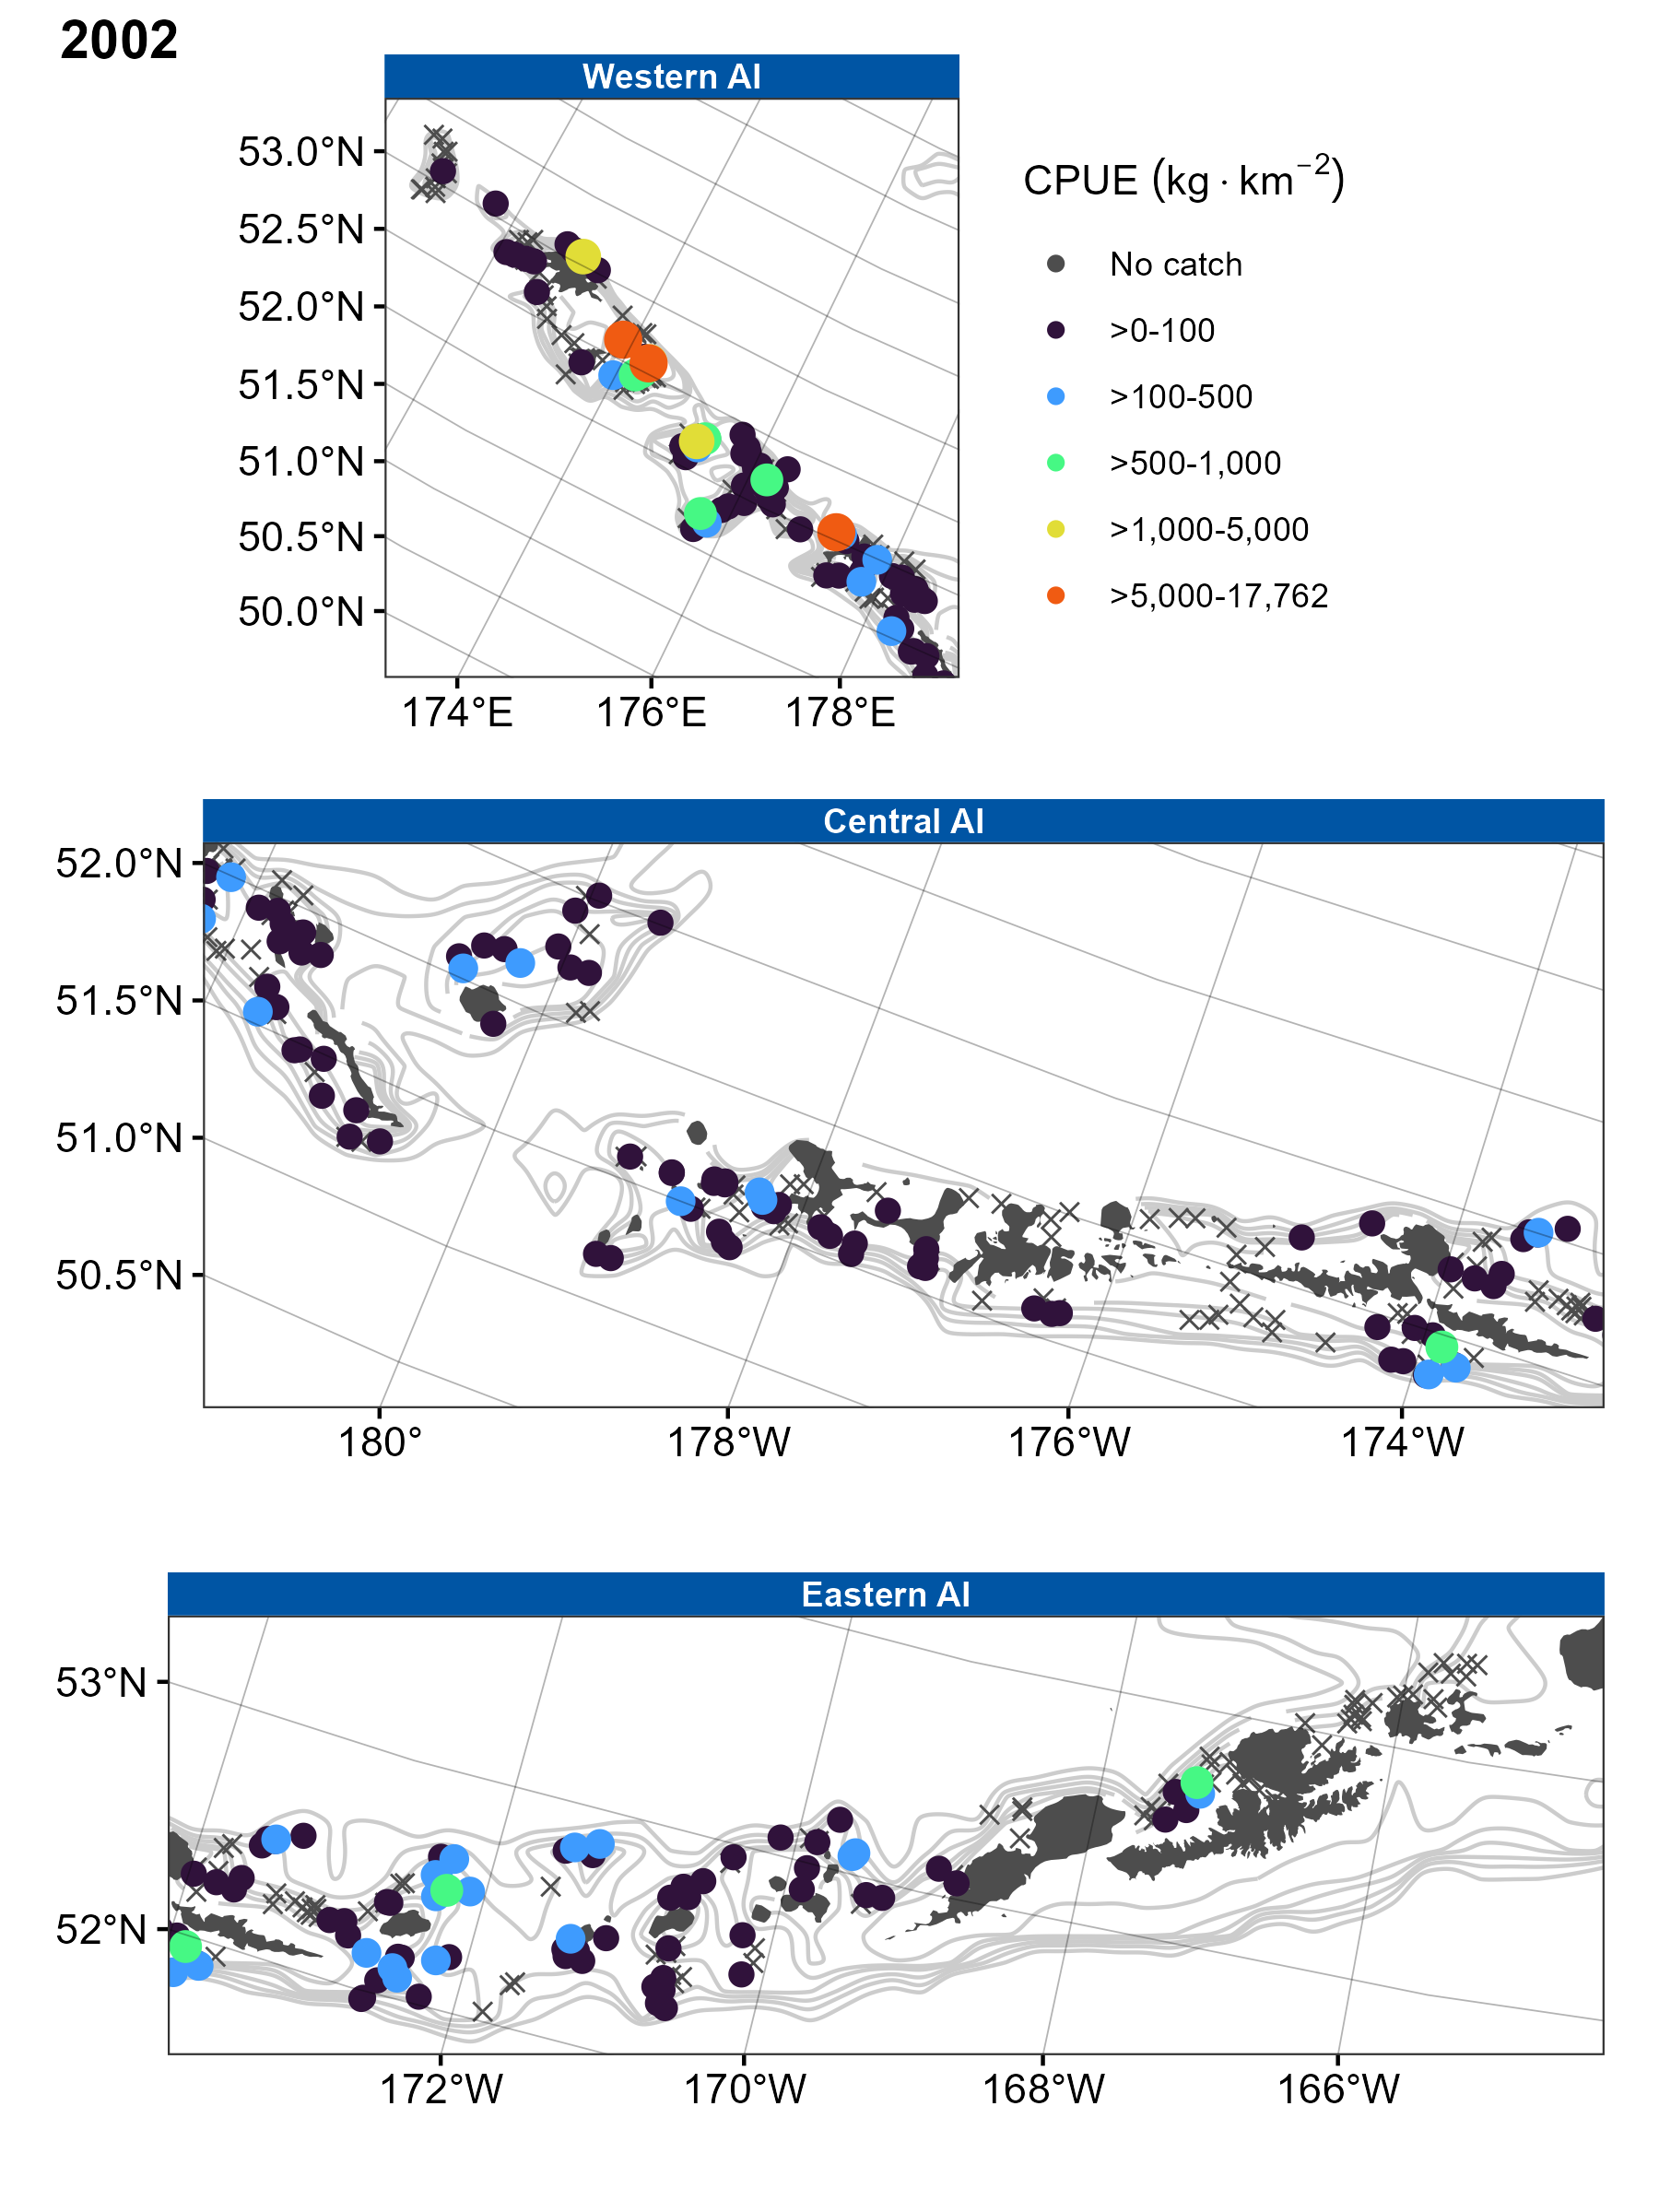 2002
Western AI
53.0°N
52.5°N
52.0°N
51.5°N
51.0°N
50.5°N
50.0°N
174°E 176°E 178°E
CPUE (kg · km⁻²)
No catch
>0-100
>100-500
>500-1,000
>1,000-5,000
>5,000-17,762
Central AI
52.0°N
51.5°N
51.0°N
50.5°N
180° 178°W 176°W 174°W
Eastern AI
53°N
52°N
172°W 170°W 168°W 166°W